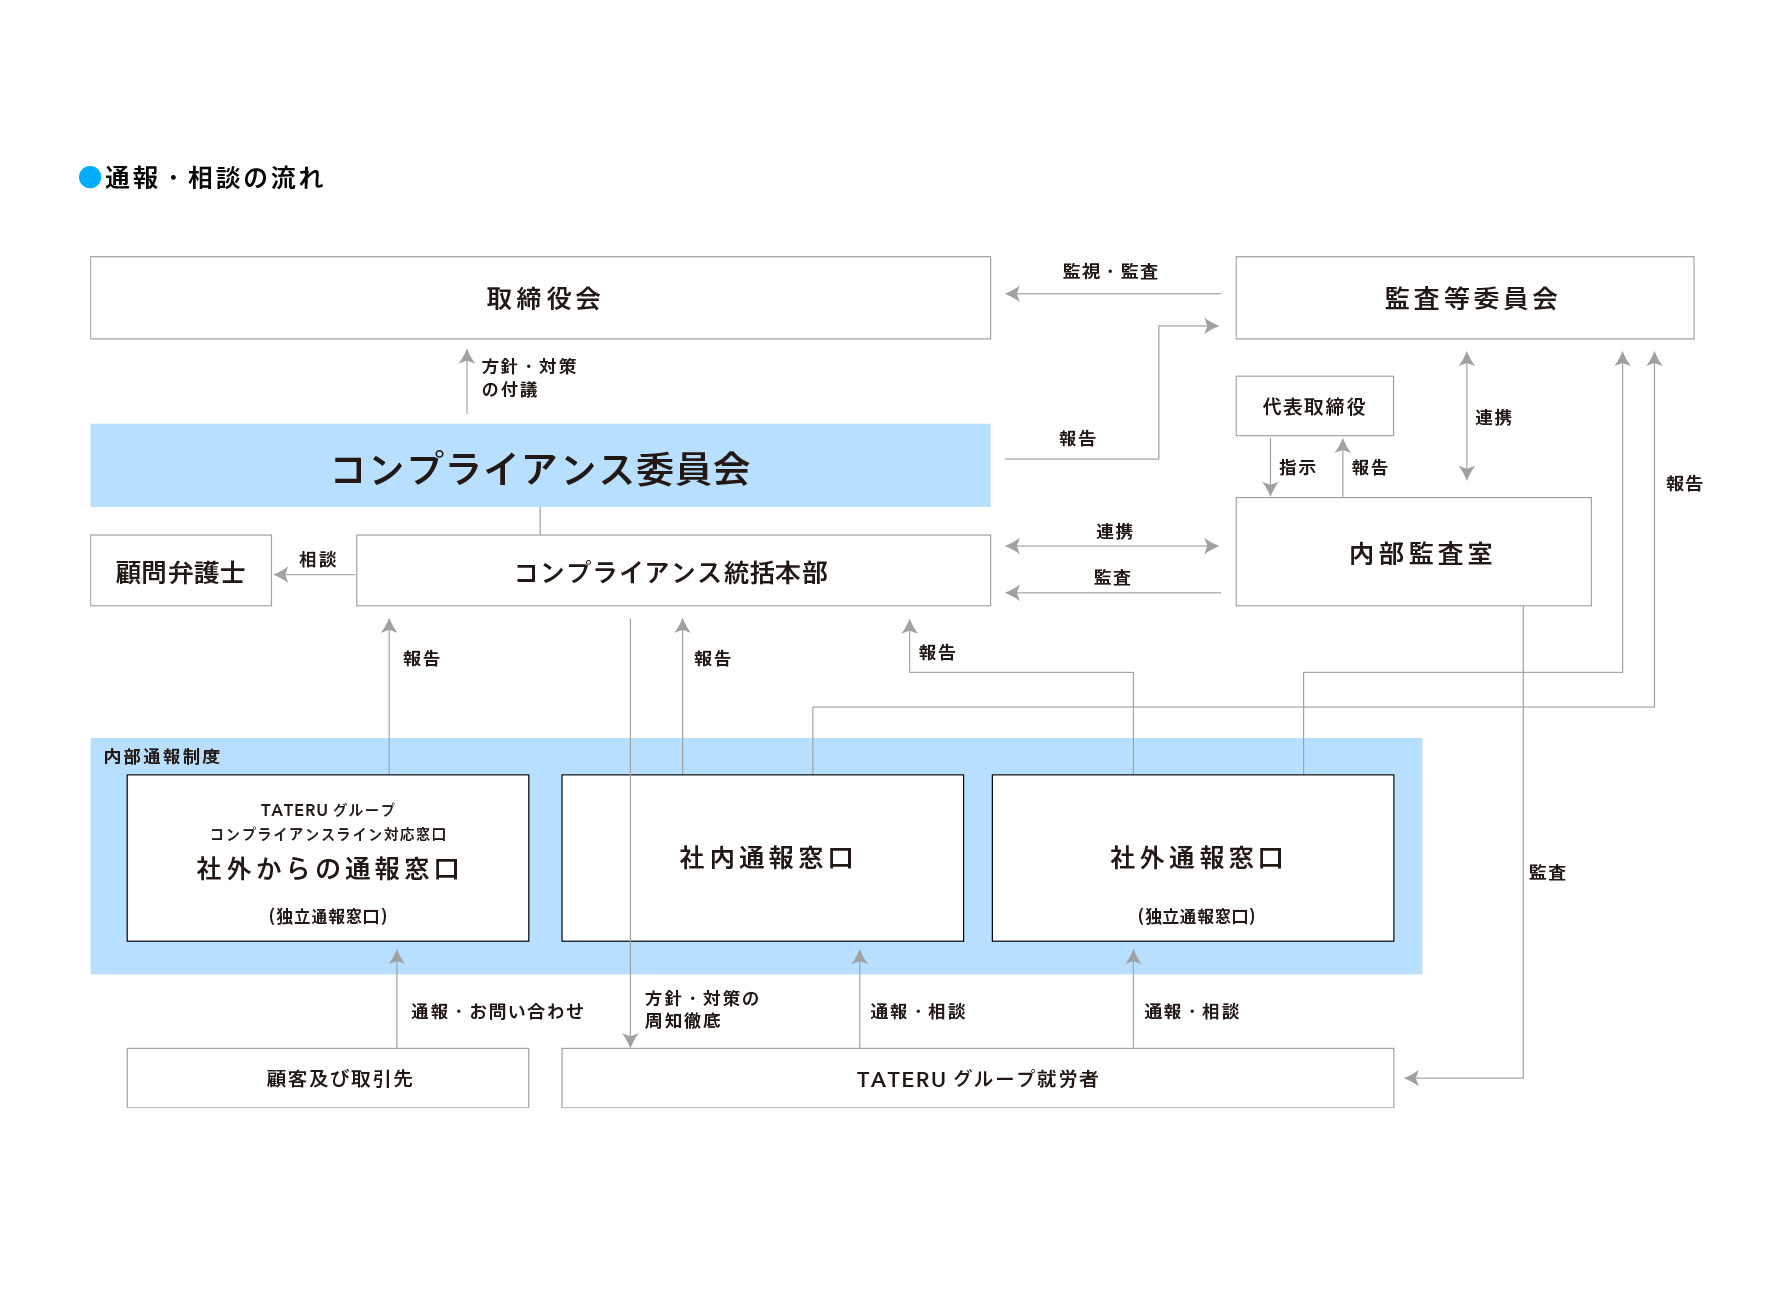 ●通報・相談の流れ
取締役会
監視・監査
監査等委員会
方針・対策
の付議
コンプライアンス委員会
報告
代表取締役
指示
報告
連携
報告
顧問弁護士
相談
コンプライアンス統括本部
連携
監査
内部監査室
報告
報告
報告
内部通報制度
TATERU グループ
コンプライアンスライン対応窓口
社外からの通報窓口
（独立通報窓口）
社内通報窓口
社外通報窓口
（独立通報窓口）
監査
通報・お問い合わせ
方針・対策の
周知徹底
通報・相談
通報・相談
顧客及び取引先
TATERU グループ就労者